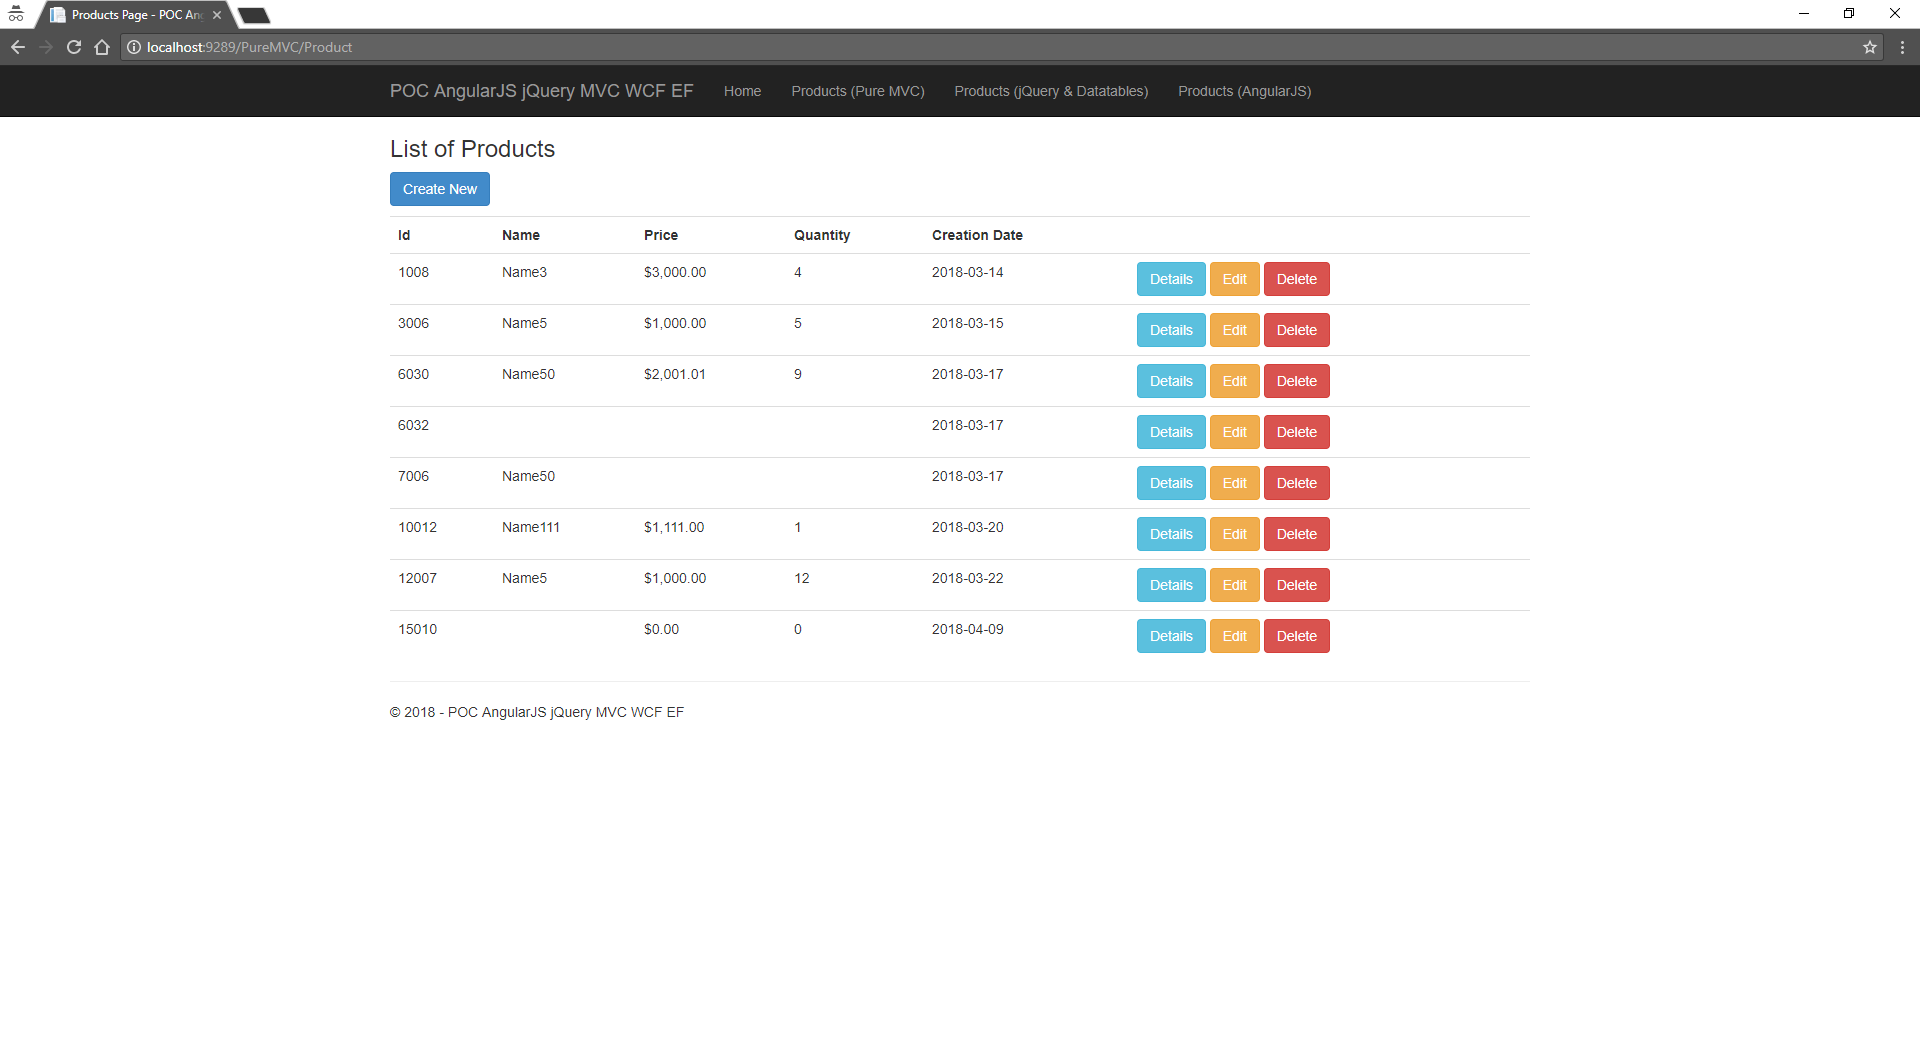 Products Page - POC An
localhost:9289/PureMVC/Product
POC AngularJS jQuery MVC WCF EF Home Products (Pure MVC) Products (jQuery & Datatables) Products (AngularJS)
List of Products
Create New
Id Name Price Quantity Creation Date
1008 Name3 $3,000.00 4 2018-03-14 Details Edit Delete
3006 Name5 $1,000.00 5 2018-03-15 Details Edit Delete
6030 Name50 $2,001.01 9 2018-03-17 Details Edit Delete
6032 2018-03-17 Details Edit Delete
7006 Name50 2018-03-17 Details Edit Delete
10012 Name111 $1,111.00 1 2018-03-20 Details Edit Delete
12007 Name5 $1,000.00 12 2018-03-22 Details Edit Delete
15010 $0.00 0 2018-04-09 Details Edit Delete
© 2018 - POC AngularJS jQuery MVC WCF EF